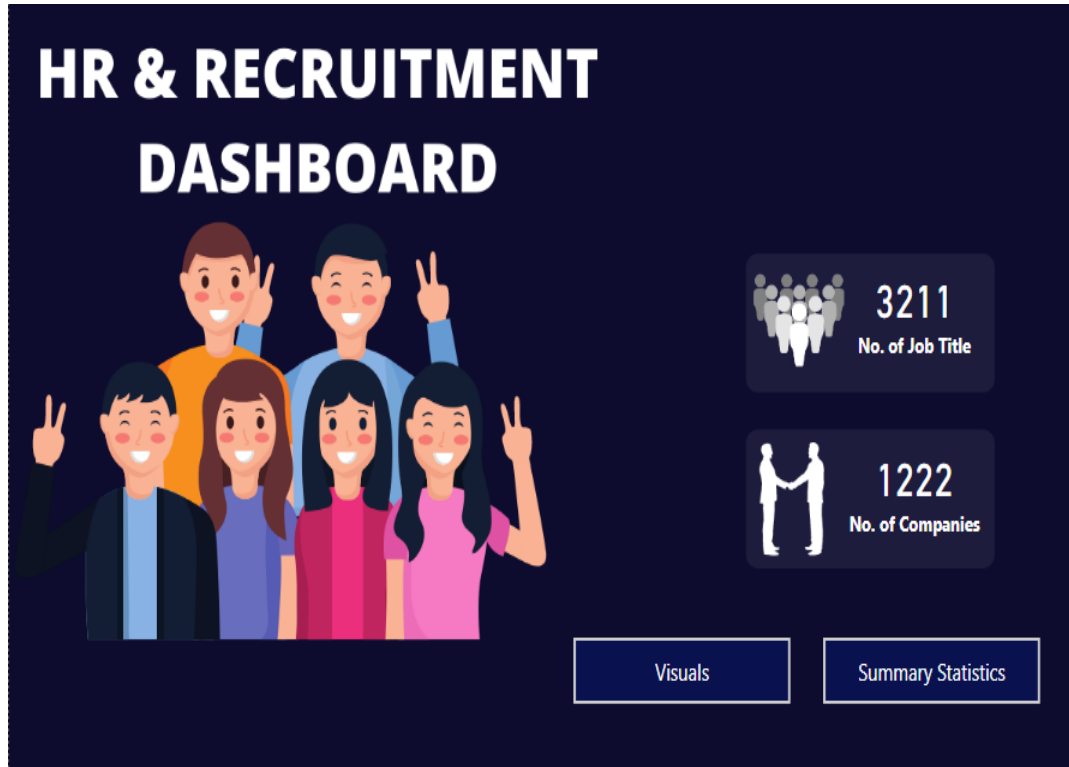 HR & RECRUITMENT
DASHBOARD
3211
No. of Job Title
1222
No. of Companies
Visuals
Summary Statistics